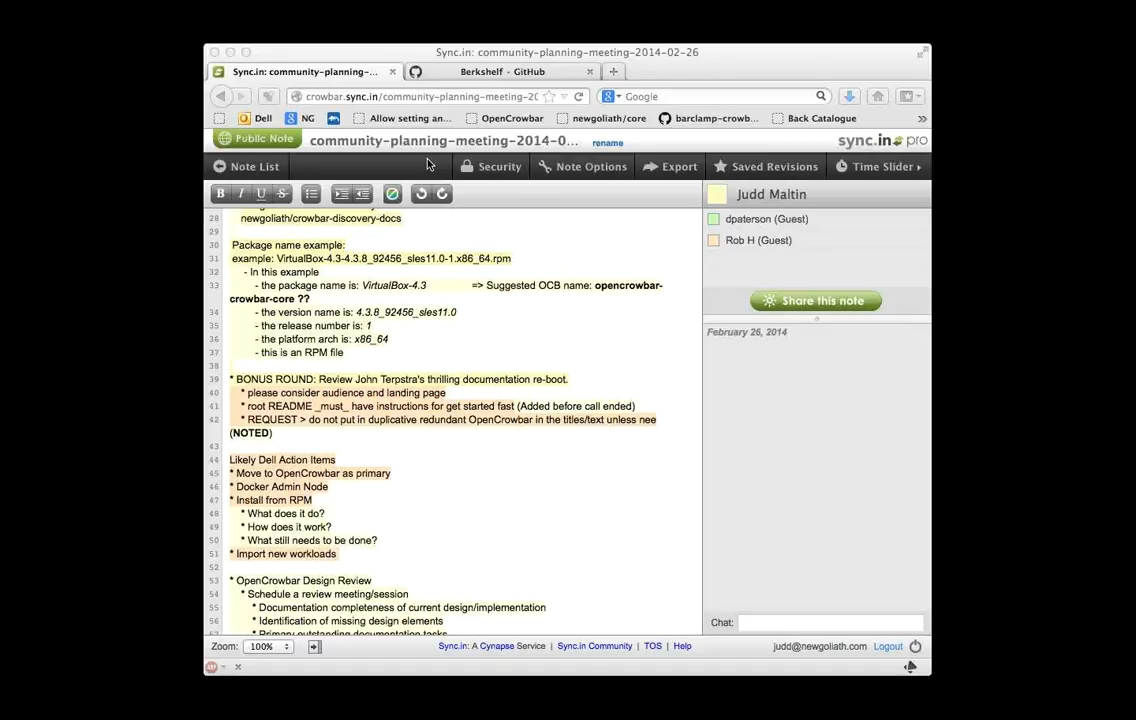 Sync.in: community-planning-meeting-2014-02-26
Sync.in: community-planning-... Berkshelf - GitHub
crowbar.sync.in/community-planning-meeting-20 Google
Dell NG Allow setting an... OpenCrowbar newgoliath/core barclamp-crowb... Back Catalogue
Public Note community-planning-meeting-2014-0... rename sync.in pro
Note List Security Note Options Export Saved Revisions Time Slider
B I U S
Judd Maltin
dpaterson (Guest)
Rob H (Guest)
Share this note
February 26, 2014
28 newgoliath/crowbar-discovery-docs
29
30 Package name example:
31 example: VirtualBox-4.3-4.3.8_92456_sles11.0-1.x86_64.rpm
32 - In this example
33 - the package name is: VirtualBox-4.3 => Suggested OCB name: opencrowbar-
crowbar-core ??
34 - the version name is: 4.3.8_92456_sles11.0
35 - the release number is: 1
36 - the platform arch is: x86_64
37 - this is an RPM file
38
39 * BONUS ROUND: Review John Terpstra's thrilling documentation re-boot.
40 * please consider audience and landing page
41 * root README _must_ have instructions for get started fast (Added before call ended)
42 * REQUEST > do not put in duplicative redundant OpenCrowbar in the titles/text unless nee
(NOTED)
43
44 Likely Dell Action Items
45 * Move to OpenCrowbar as primary
46 * Docker Admin Node
47 * Install from RPM
48 * What does it do?
49 * How does it work?
50 * What still needs to be done?
51 * Import new workloads
52
53 * OpenCrowbar Design Review
54 * Schedule a review meeting/session
55 * Documentation completeness of current design/implementation
56 * Identification of missing design elements
57 * Primary outstanding documentation tasks
Chat:
Zoom: 100% Sync.in: A Cynapse Service | Sync.in Community | TOS | Help judd@newgoliath.com Logout